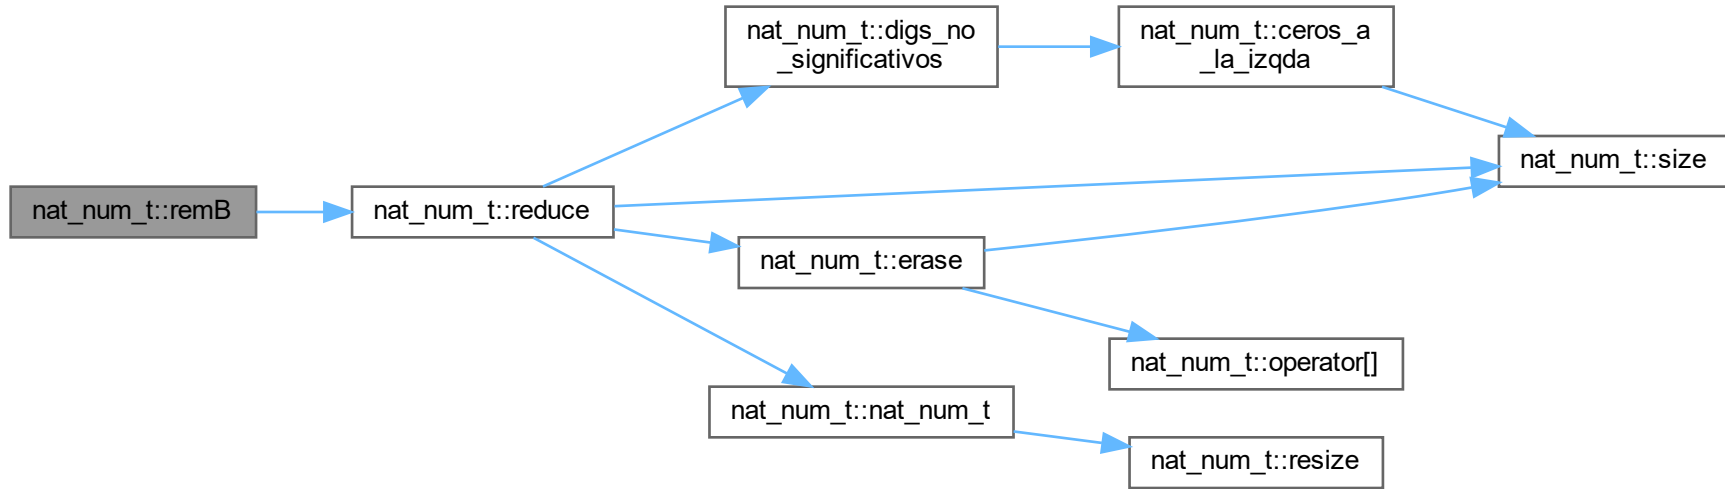 nat_num_t::remB
nat_num_t::reduce
nat_num_t::digs_no
_significativos
nat_num_t::ceros_a
_la_izqda
nat_num_t::size
nat_num_t::erase
nat_num_t::operator[]
nat_num_t::nat_num_t
nat_num_t::resize